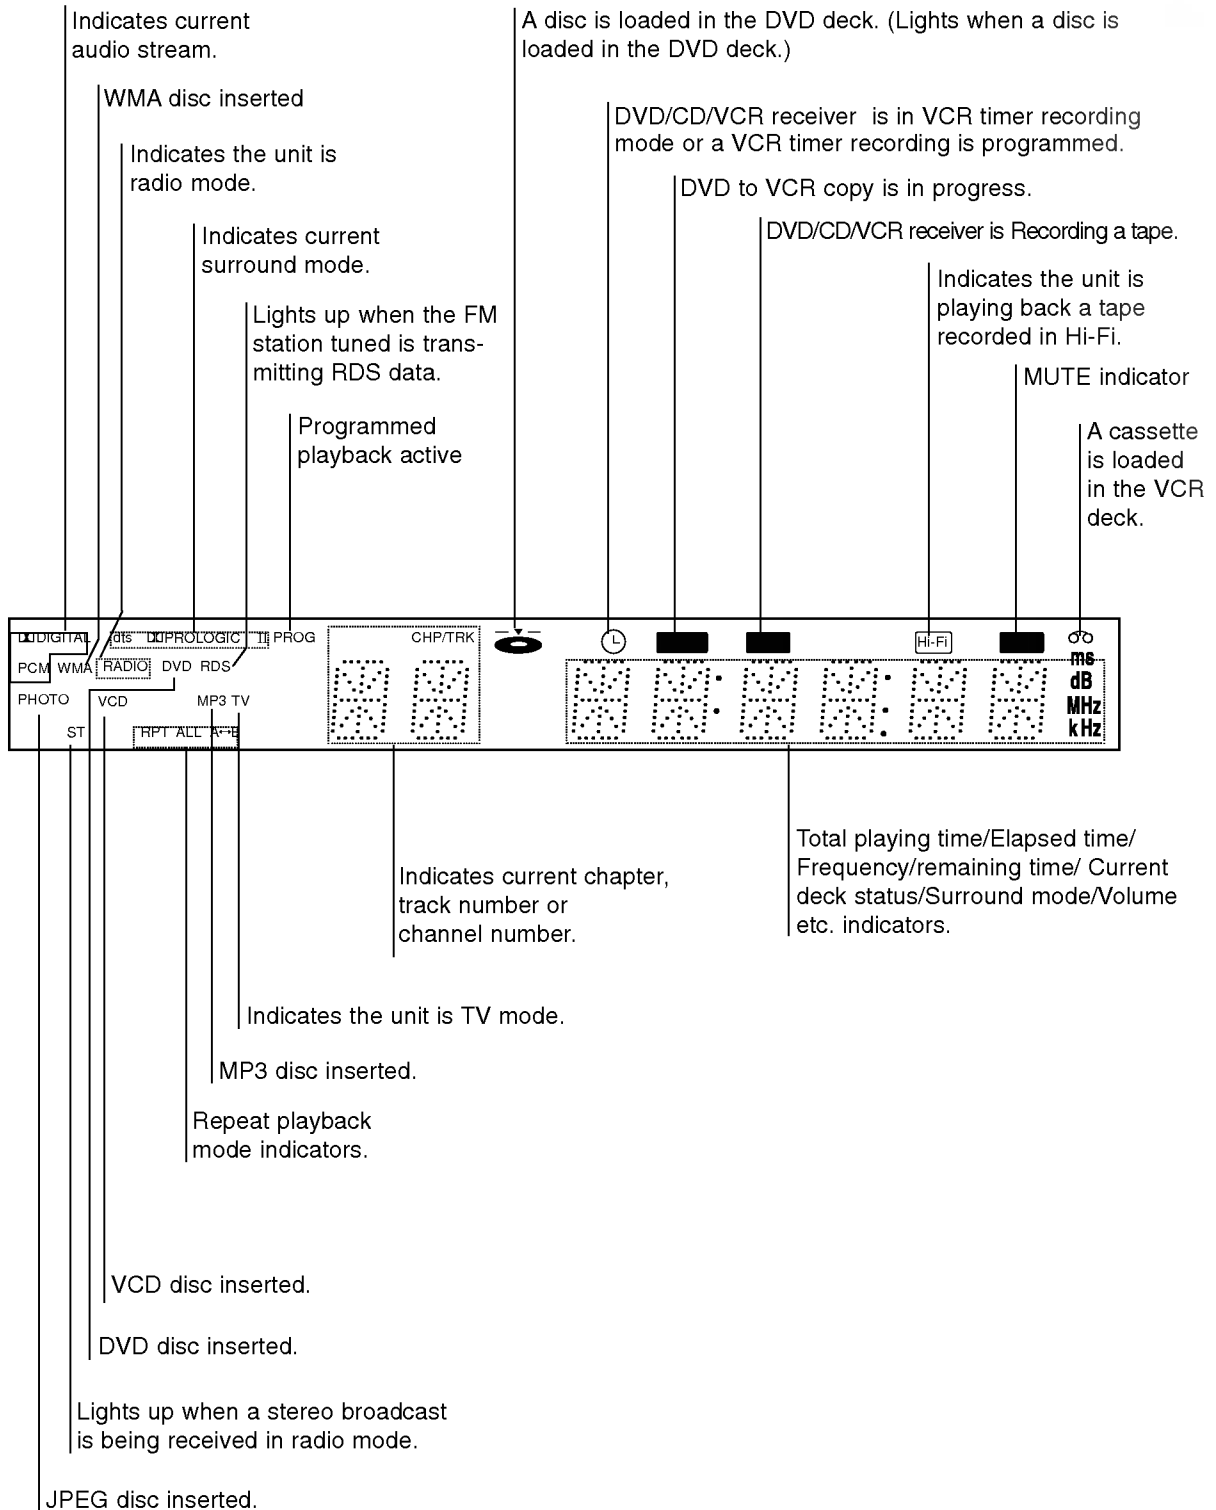 Indicates current
audio stream.
WMA disc inserted
Indicates the unit is
radio mode.
Indicates current
surround mode.
Lights up when the FM
station tuned is trans-
mitting RDS data.
Programmed
playback active
A disc is loaded in the DVD deck. (Lights when a disc is
loaded in the DVD deck.)
DVD/CD/VCR receiver is in VCR timer recording
mode or a VCR timer recording is programmed.
DVD to VCR copy is in progress.
DVD/CD/VCR receiver is Recording a tape.
Indicates the unit is
playing back a tape
recorded in Hi-Fi.
MUTE indicator
A cassette
is loaded
in the VCR
deck.
DIGITAL dts PROLOGIC II PROG CHP/TRK Hi-Fi
PCM WMA RADIO DVD RDS ms
dB
PHOTO VCD MP3 TV MHz
ST RPT ALL A↔B kHz
Total playing time/Elapsed time/
Frequency/remaining time/ Current
deck status/Surround mode/Volume
etc. indicators.
Indicates current chapter,
track number or
channel number.
Indicates the unit is TV mode.
MP3 disc inserted.
Repeat playback
mode indicators.
VCD disc inserted.
DVD disc inserted.
Lights up when a stereo broadcast
is being received in radio mode.
JPEG disc inserted.